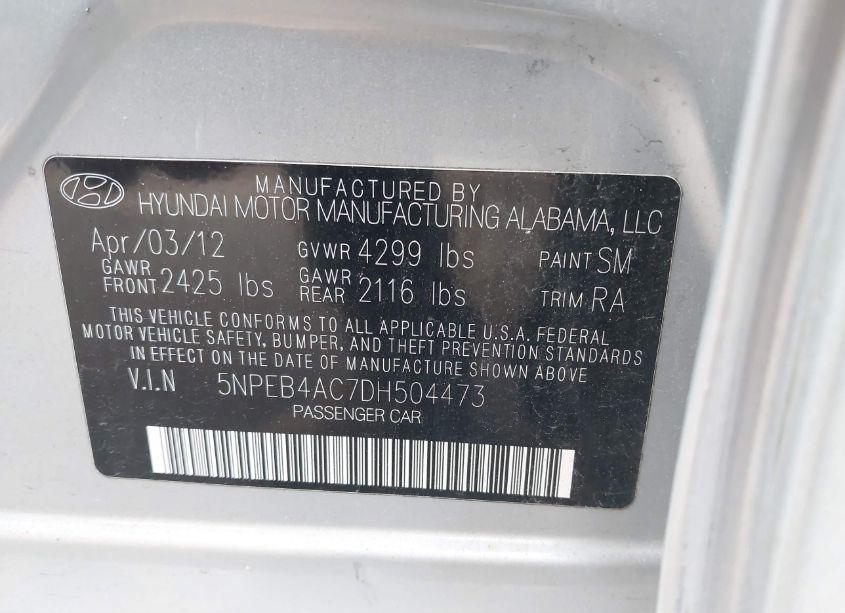 MANUFACTURED BY
HYUNDAI MOTOR MANUFACTURING ALABAMA, LLC
Apr/03/12 GVWR 4299 lbs PAINT SM
GAWR FRONT 2425 lbs GAWR REAR 2116 lbs TRIM RA
THIS VEHICLE CONFORMS TO ALL APPLICABLE U.S.A. FEDERAL
MOTOR VEHICLE SAFETY, BUMPER, AND THEFT PREVENTION STANDARDS
IN EFFECT ON THE DATE OF MANUFACTURE SHOWN ABOVE.
V.I.N 5NPEB4AC7DH504473
PASSENGER CAR